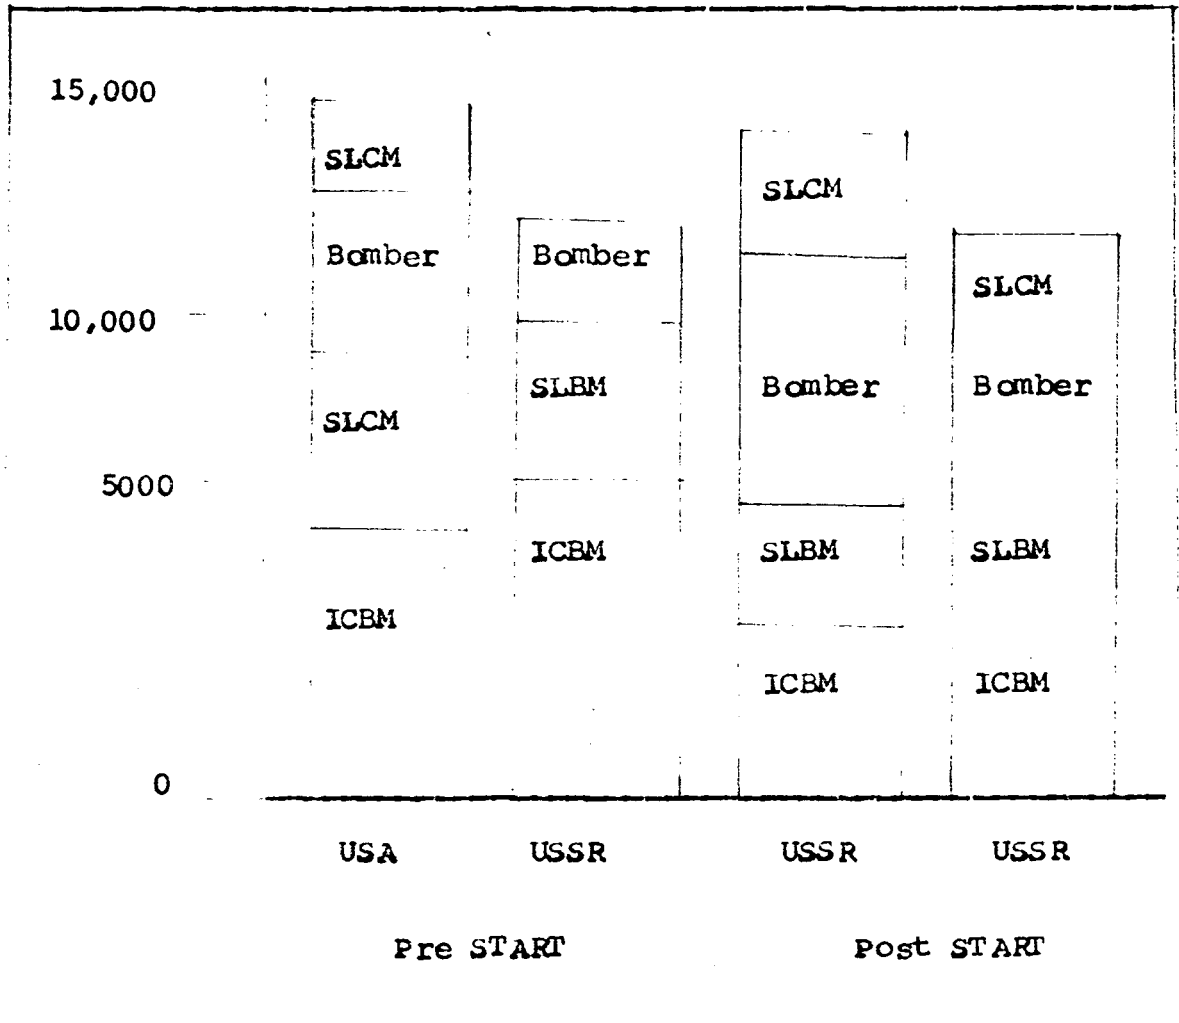 15,000
SLCM
SLCM
Bomber
Bomber
SLCM
10,000
SLBM
Bomber
Bomber
SLCM
5000
ICBM
SLBM
SLBM
ICBM
ICBM
ICBM
0
USA USSR USSR USSR
Pre START Post START